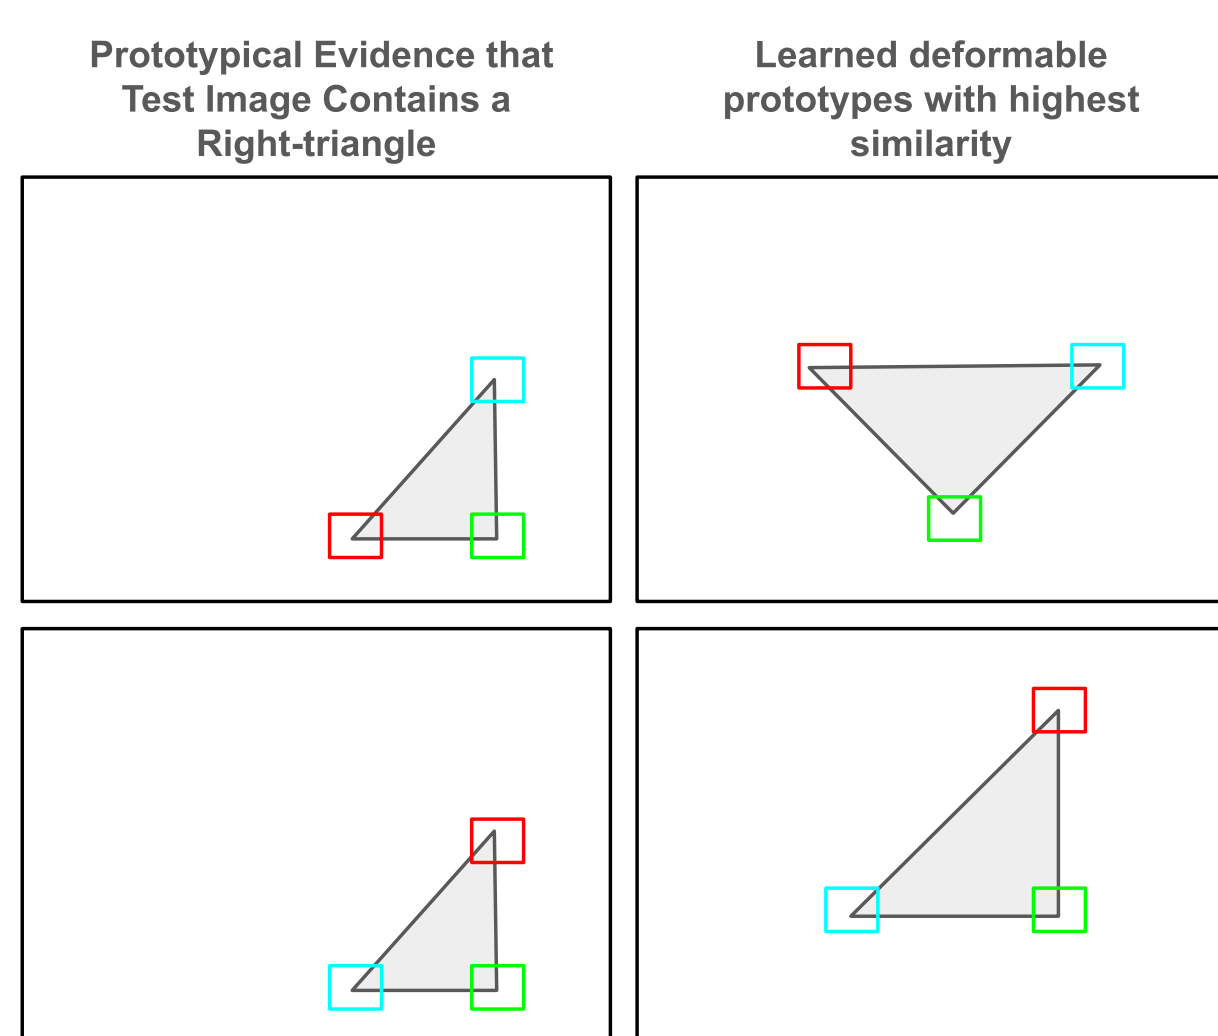 Prototypical Evidence that
Test Image Contains a
Right-triangle
Learned deformable
prototypes with highest
similarity